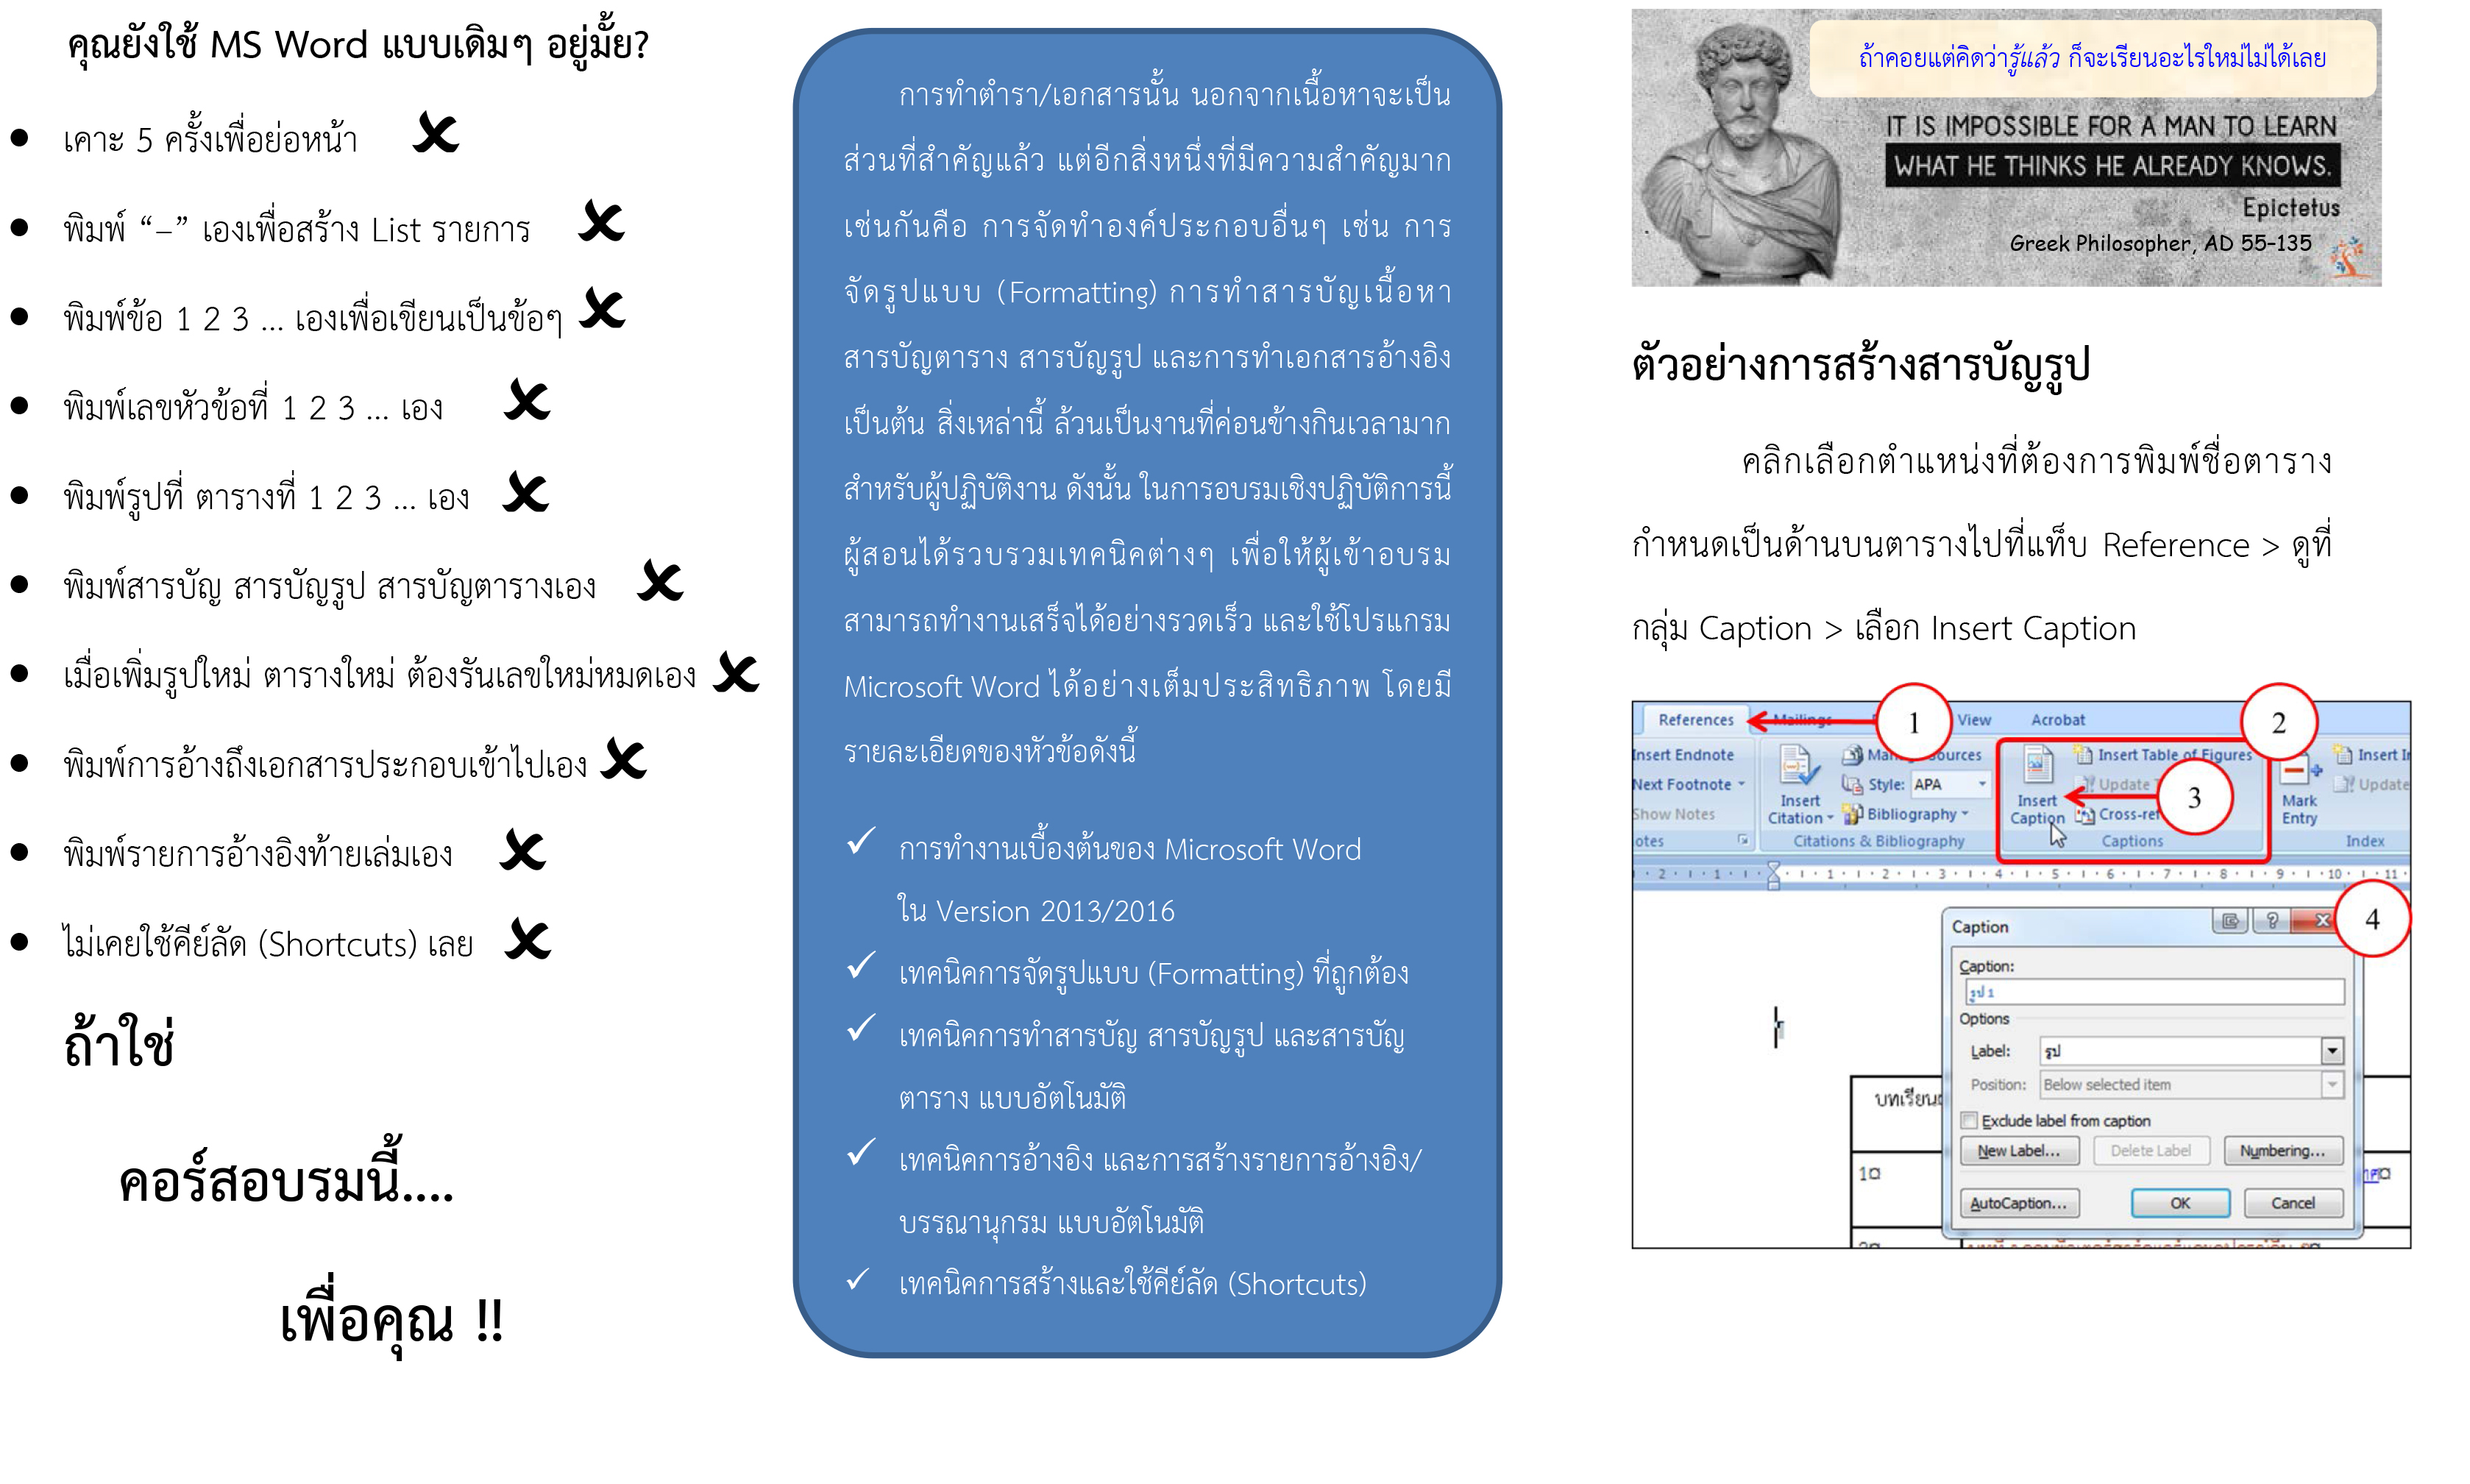 คุณยังใช้ MS Word แบบเดิมๆ อยู่มั้ย?
● เคาะ 5 ครั้งเพื่อย่อหน้า ✘
● พิมพ์ “–” เองเพื่อสร้าง List รายการ ✘
● พิมพ์ข้อ 1 2 3 ... เองเพื่อเขียนเป็นข้อๆ ✘
● พิมพ์เลขหัวข้อที่ 1 2 3 ... เอง ✘
● พิมพ์รูปที่ ตารางที่ 1 2 3 ... เอง ✘
● พิมพ์สารบัญ สารบัญรูป สารบัญตารางเอง ✘
● เมื่อเพิ่มรูปใหม่ ตารางใหม่ ต้องรันเลขใหม่หมดเอง ✘
● พิมพ์การอ้างถึงเอกสารประกอบเข้าไปเอง ✘
● พิมพ์รายการอ้างอิงท้ายเล่มเอง ✘
● ไม่เคยใช้คีย์ลัด (Shortcuts) เลย ✘
ถ้าใช่
คอร์สอบรมนี้....
เพื่อคุณ !!
การทำตำรา/เอกสารนั้น นอกจากเนื้อหาจะเป็น
ส่วนที่สำคัญแล้ว แต่อีกสิ่งหนึ่งที่มีความสำคัญมาก
เช่นกันคือ การจัดทำองค์ประกอบอื่นๆ เช่น การ
จัดรูปแบบ (Formatting) การทำสารบัญเนื้อหา
สารบัญตาราง สารบัญรูป และการทำเอกสารอ้างอิง
เป็นต้น สิ่งเหล่านี้ ล้วนเป็นงานที่ค่อนข้างกินเวลามาก
สำหรับผู้ปฏิบัติงาน ดังนั้น ในการอบรมเชิงปฏิบัติการนี้
ผู้สอนได้รวบรวมเทคนิคต่างๆ เพื่อให้ผู้เข้าอบรม
สามารถทำงานเสร็จได้อย่างรวดเร็ว และใช้โปรแกรม
Microsoft Word ได้อย่างเต็มประสิทธิภาพ โดยมี
รายละเอียดของหัวข้อดังนี้
✓ การทำงานเบื้องต้นของ Microsoft Word
ใน Version 2013/2016
✓ เทคนิคการจัดรูปแบบ (Formatting) ที่ถูกต้อง
✓ เทคนิคการทำสารบัญ สารบัญรูป และสารบัญ
ตาราง แบบอัตโนมัติ
✓ เทคนิคการอ้างอิง และการสร้างรายการอ้างอิง/
บรรณานุกรม แบบอัตโนมัติ
✓ เทคนิคการสร้างและใช้คีย์ลัด (Shortcuts)
ถ้าคอยแต่คิดว่ารู้แล้ว ก็จะเรียนอะไรใหม่ไม่ได้เลย
IT IS IMPOSSIBLE FOR A MAN TO LEARN
WHAT HE THINKS HE ALREADY KNOWS.
Epictetus
Greek Philosopher, AD 55-135
ตัวอย่างการสร้างสารบัญรูป
คลิกเลือกตำแหน่งที่ต้องการพิมพ์ชื่อตาราง
กำหนดเป็นด้านบนตารางไปที่แท็บ Reference > ดูที่
กลุ่ม Caption > เลือก Insert Caption
References Mailings 1 View Acrobat 2
Insert Endnote Insert Table of Figures
Next Footnote Style: APA Update 3 Update
Show Notes Insert Citation Bibliography Insert Caption Mark Entry
Citations & Bibliography Captions Index
2 1 1 2 3 4 5 6 7 8 9 10 11
4
Caption
Caption:
รูป 1
Options
Label: รูป
Position: Below selected item
Exclude label from caption
New Label... Delete Label Numbering...
AutoCaption... OK Cancel
บทเรียน
1